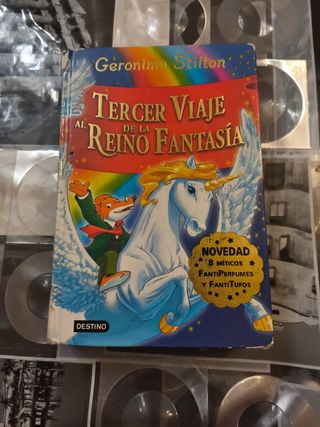 Geronimo Stilton
TERCER VIAJE
AL REINO DE LA FANTASÍA
NOVEDAD
8 MÍTICOS
FANTIPERFUMES
Y FANTITUFOS
DESTINO